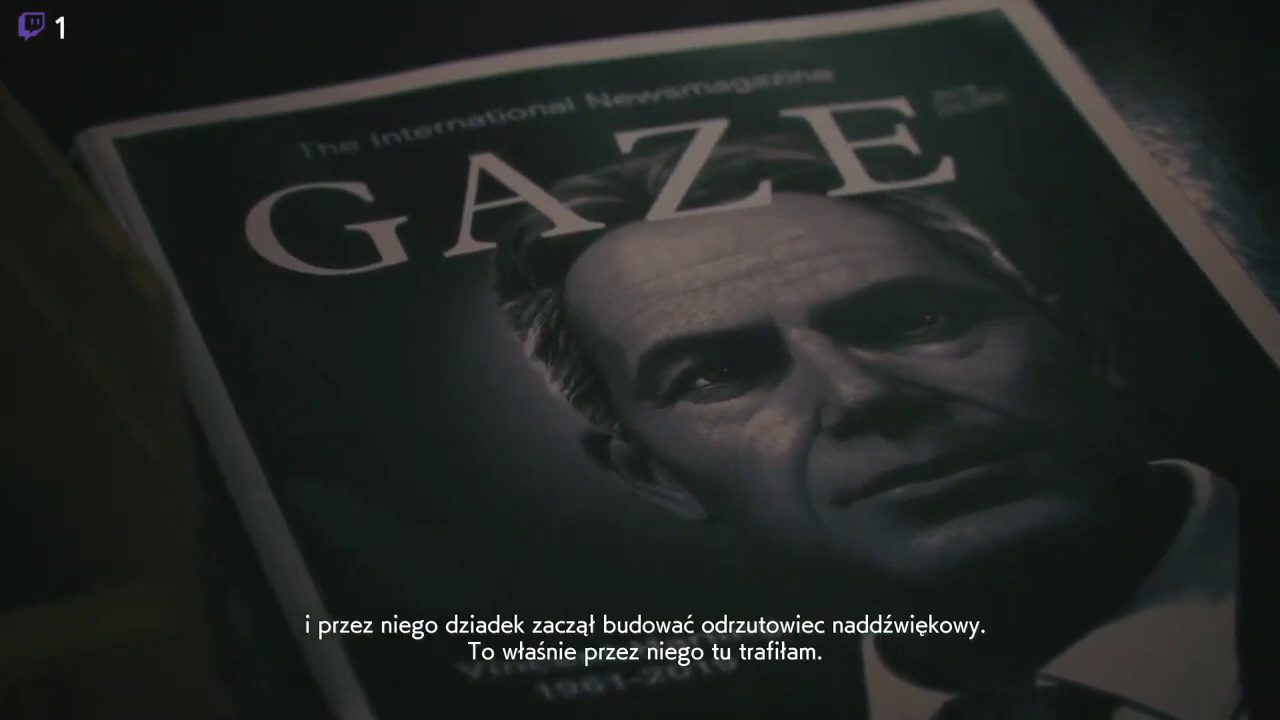 1
The International Newsmagazine
GAZE
i przez niego dziadek zaczął budować odrzutowiec naddźwiękowy.
To właśnie przez niego tu trafiłam.